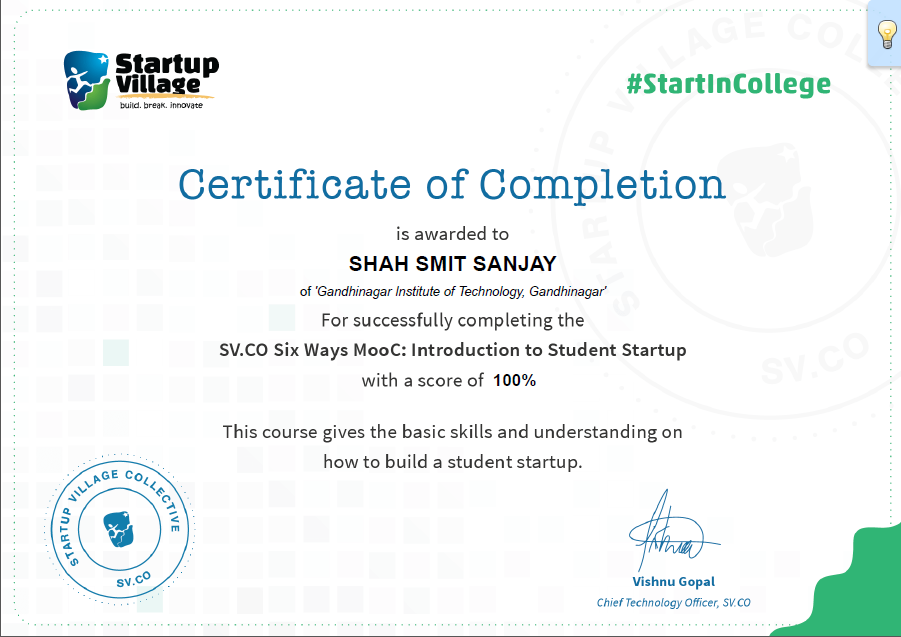 Startup
Village
build. break. innovate
#StartInCollege
Certificate of Completion
is awarded to
SHAH SMIT SANJAY
of 'Gandhinagar Institute of Technology, Gandhinagar'
For successfully completing the
SV.CO Six Ways MooC: Introduction to Student Startup
with a score of 100%
This course gives the basic skills and understanding on
how to build a student startup.
STARTUP VILLAGE COLLECTIVE
SV.CO
Vishnu Gopal
Chief Technology Officer, SV.CO
STARTUP VILLAGE COL
SV.CO